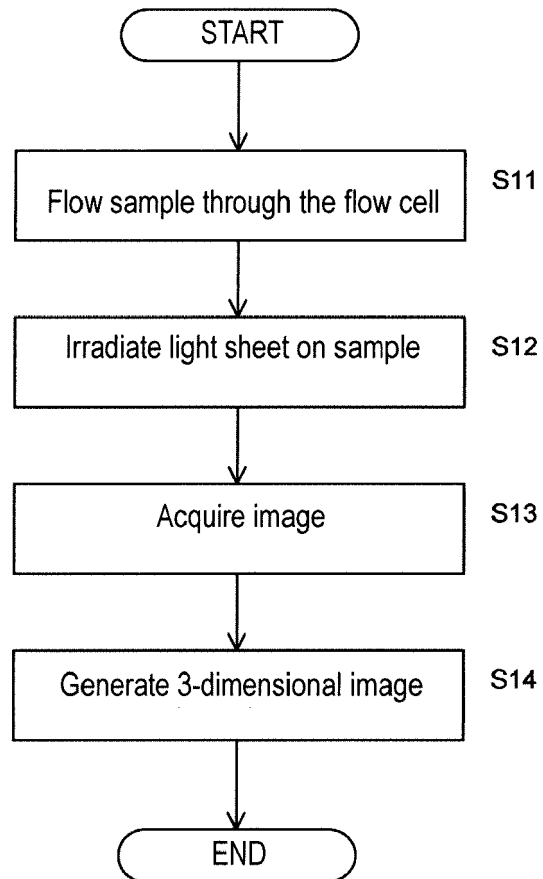 START
Flow sample through the flow cell
S11
Irradiate light sheet on sample
S12
Acquire image
S13
Generate 3-dimensional image
S14
END